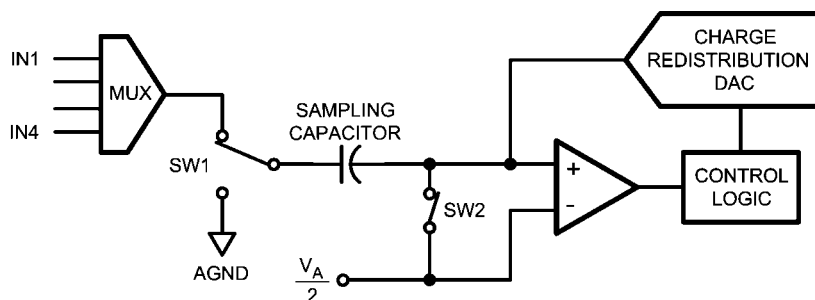 IN1
IN4
MUX
SW1
AGND
SAMPLING
CAPACITOR
SW2
V_A
2
+
-
CHARGE
REDISTRIBUTION
DAC
CONTROL
LOGIC